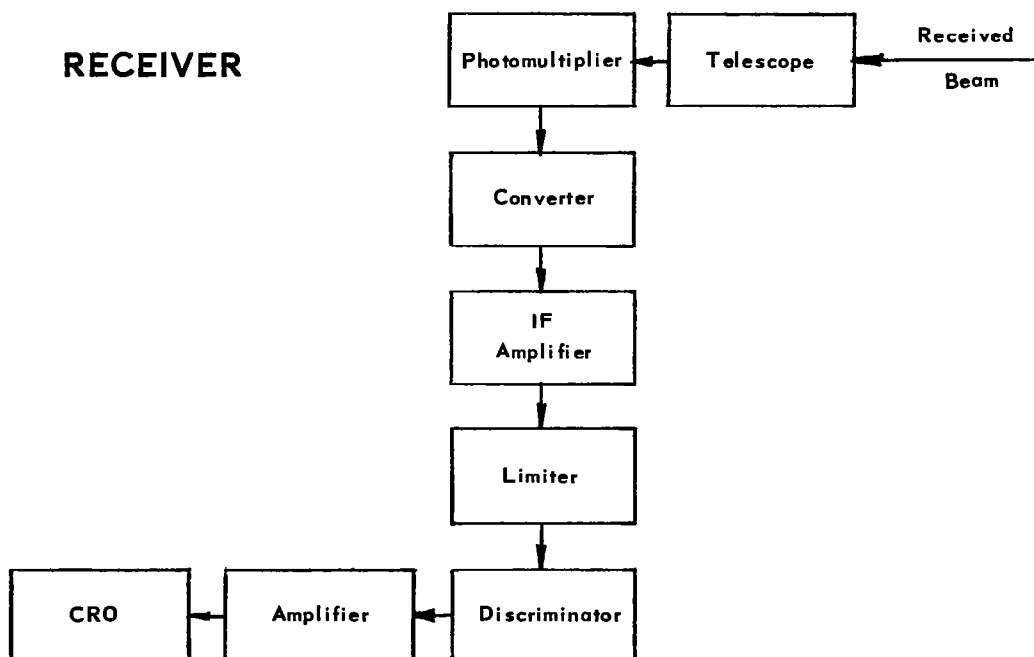 RECEIVER
Photomultiplier
Telescope
Received
Beam
Converter
IF
Amplifier
Limiter
CRO
Amplifier
Discriminator